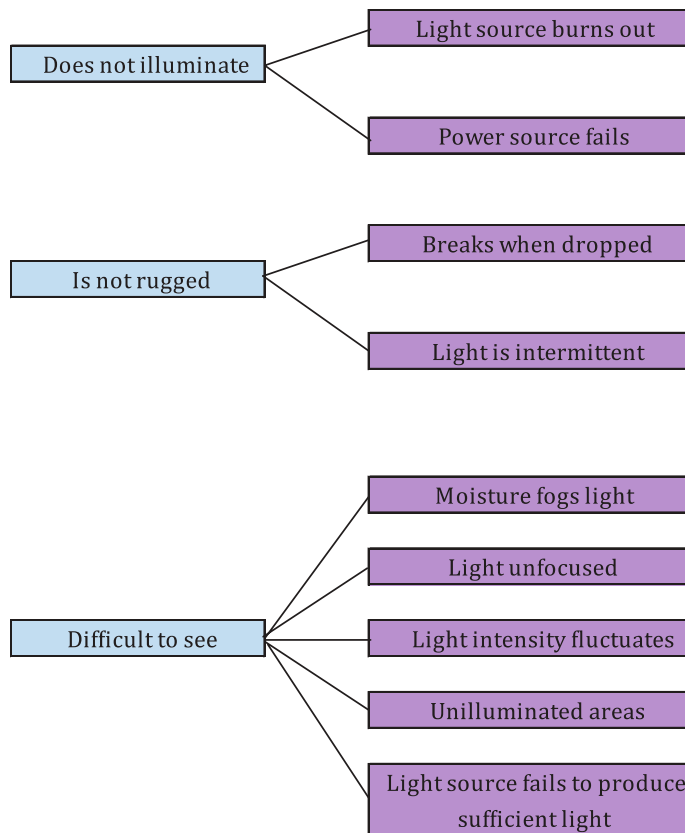 Light source burns out
Does not illuminate
Power source fails
Breaks when dropped
Is not rugged
Light is intermittent
Moisture fogs light
Light unfocused
Difficult to see
Light intensity fluctuates
Unilluminated areas
Light source fails to produce
sufficient light